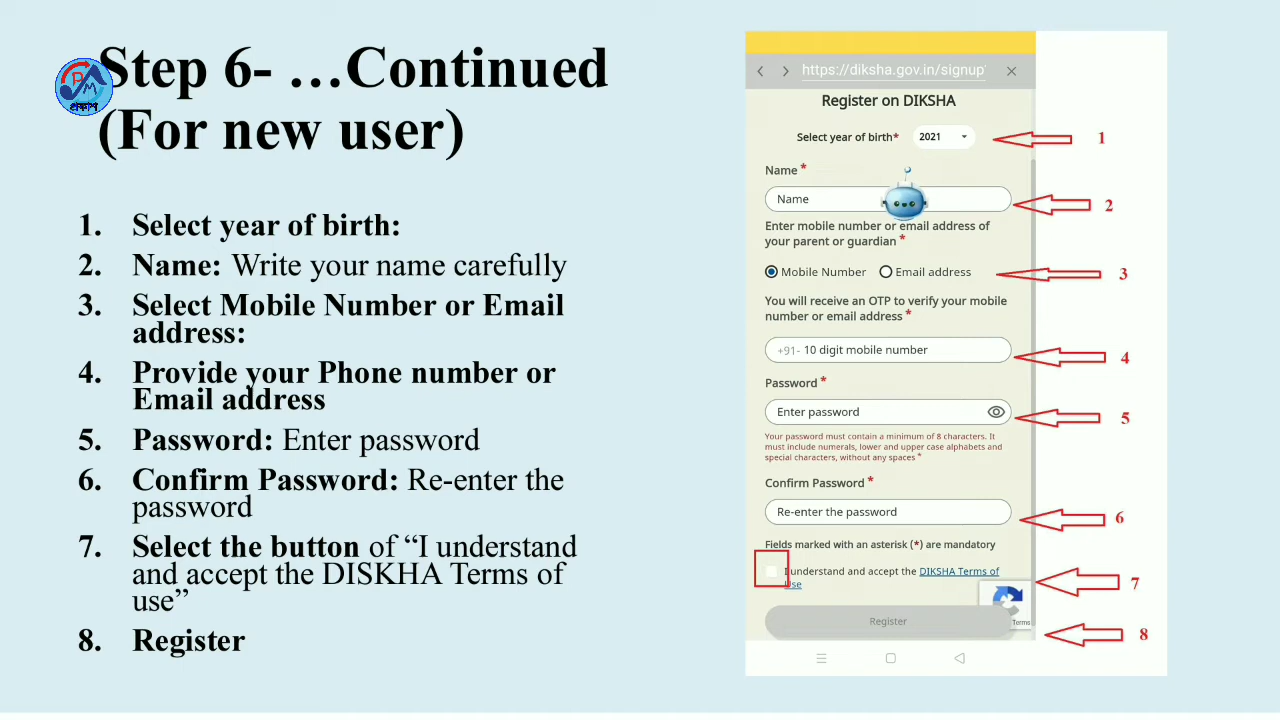 Step 6- …Continued
(For new user)
প্রকাশ
1. Select year of birth:
2. Name: Write your name carefully
3. Select Mobile Number or Email
address:
4. Provide your Phone number or
Email address
5. Password: Enter password
6. Confirm Password: Re-enter the
password
7. Select the button of “I understand
and accept the DISKHA Terms of
use”
8. Register
https://diksha.gov.in/signup
Register on DIKSHA
Select year of birth* 2021
1
Name *
Name
2
Enter mobile number or email address of
your parent or guardian *
Mobile Number Email address
3
You will receive an OTP to verify your mobile
number or email address *
+91- 10 digit mobile number
4
Password *
Enter password
5
Your password must contain a minimum of 8 characters. It
must include numerals, lower and upper case alphabets and
special characters, without any spaces *
Confirm Password *
Re-enter the password
6
Fields marked with an asterisk (*) are mandatory
I understand and accept the DIKSHA Terms of
Use
7
Terms
Register
8